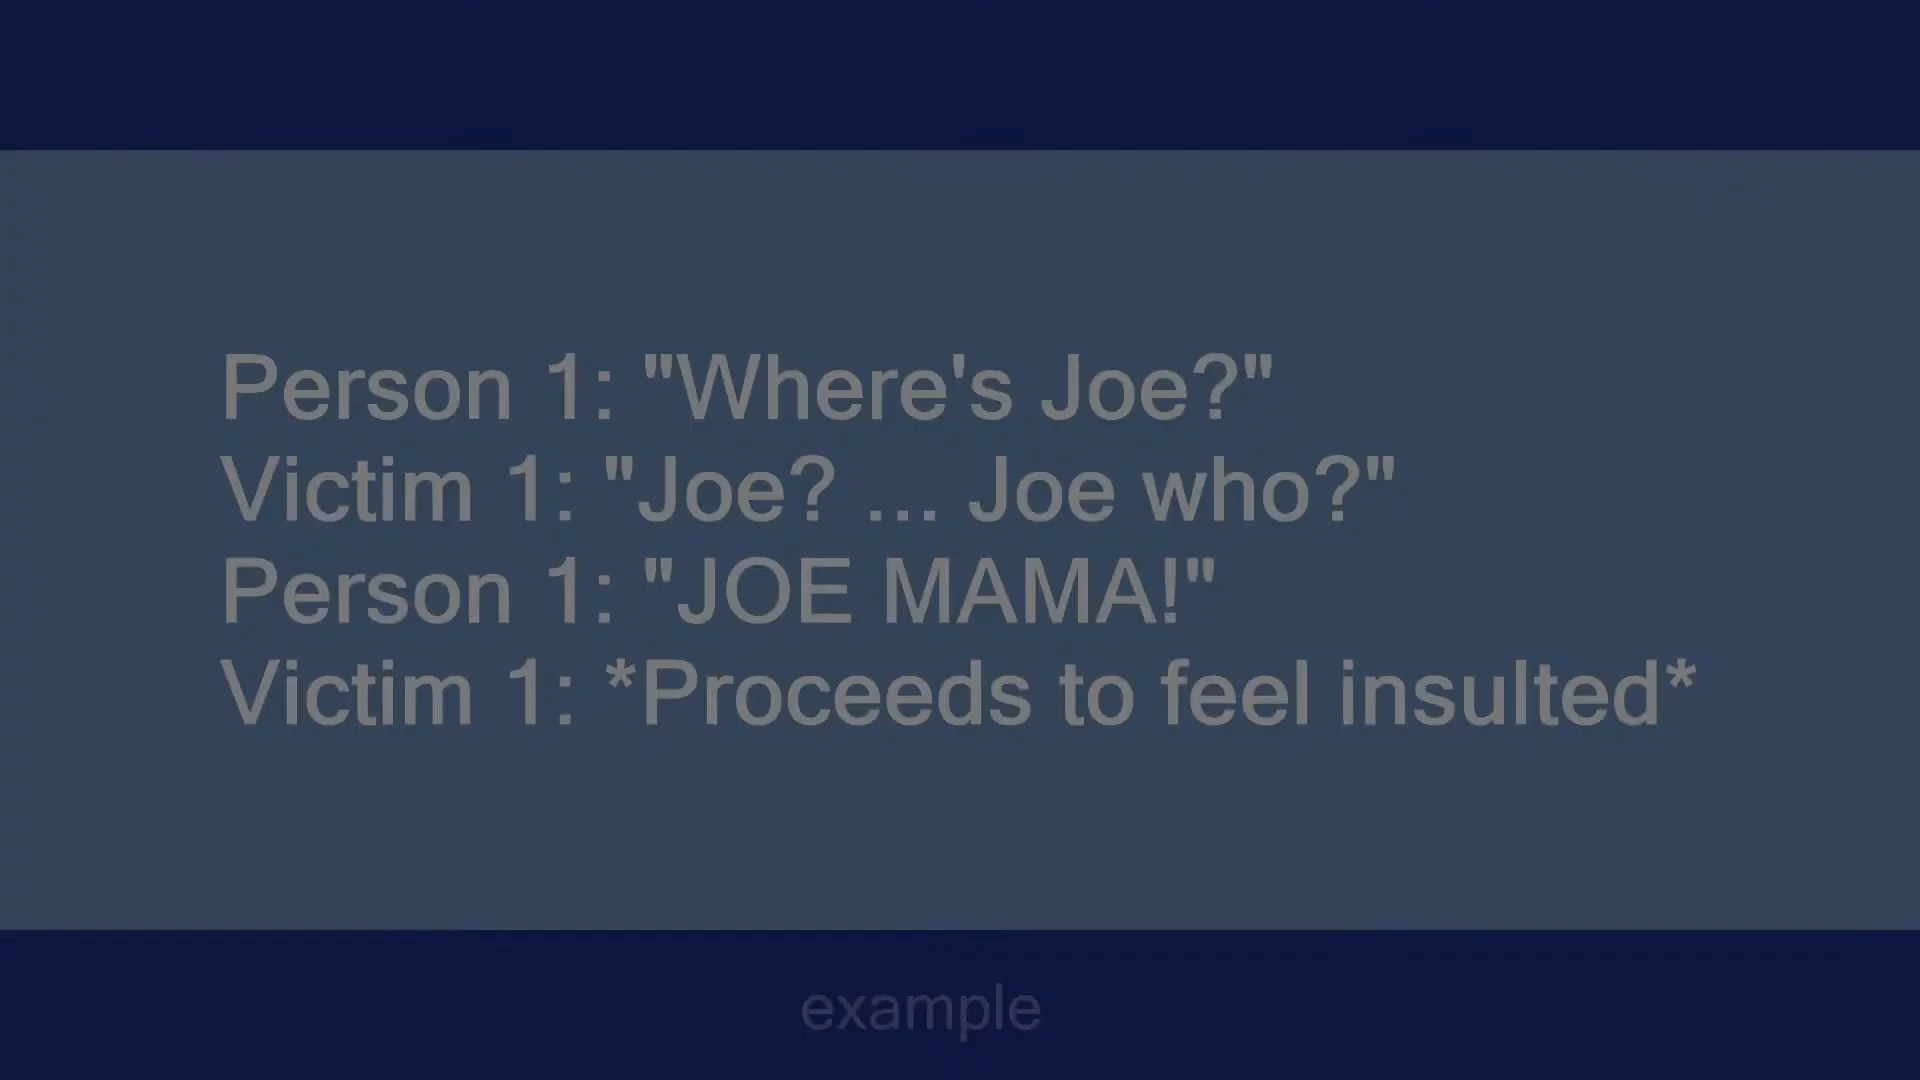 Person 1: "Where's Joe?"
Victim 1: "Joe? ... Joe who?"
Person 1: "JOE MAMA!"
Victim 1: *Proceeds to feel insulted*
example